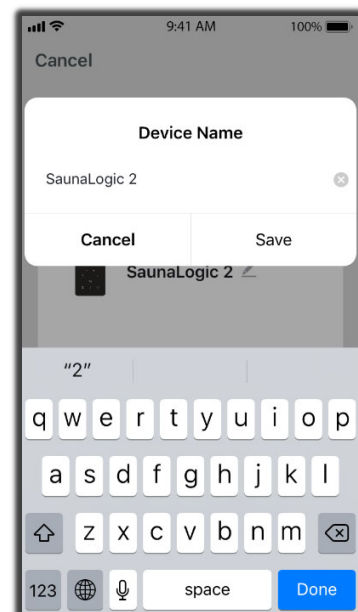 9:41 AM 100%
Cancel
Device Name
SaunaLogic 2
Cancel Save
SaunaLogic 2
“2”
q w e r t y u i o p
a s d f g h j k l
z x c v b n m
123 space Done